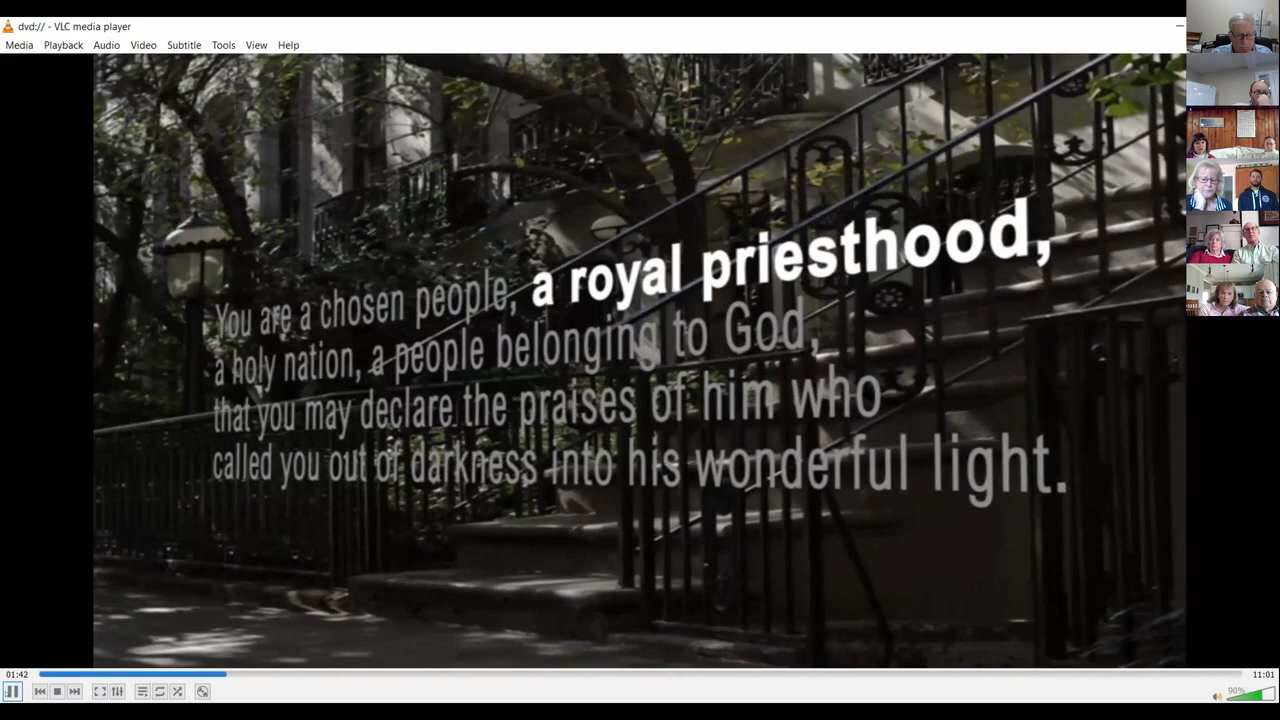 dvd:// - VLC media player
Media Playback Audio Video Subtitle Tools View Help
You are a chosen people, a royal priesthood,
a holy nation, a people belonging to God,
that you may declare the praises of him who
called you out of darkness into his wonderful light.
01:42
11:01
90%